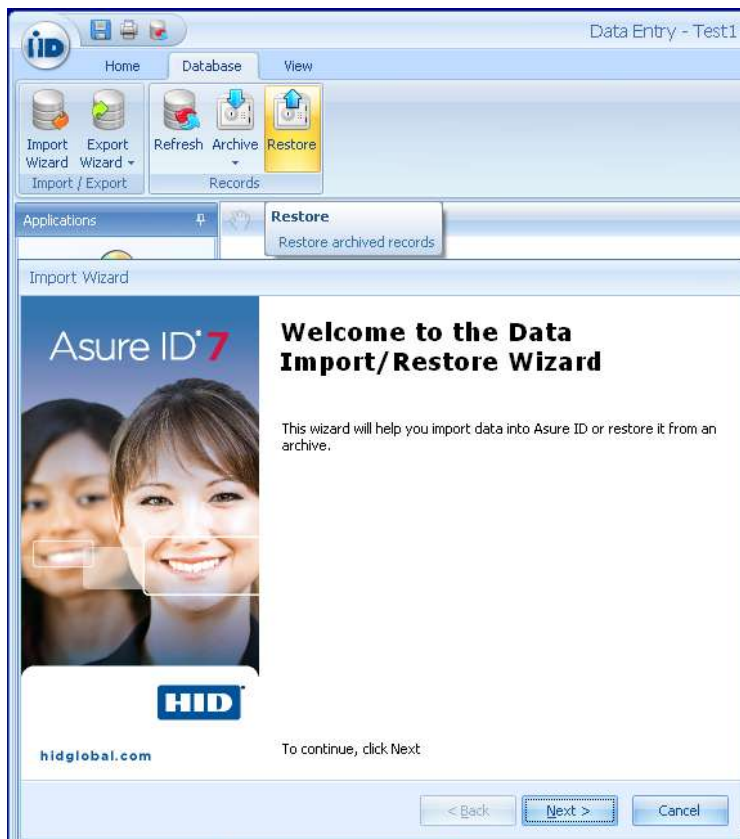 iiD
Data Entry - Test1
Home Database View
Import Wizard
Export Wizard
Refresh
Archive
Restore
Import / Export
Records
Applications
Restore
Restore archived records
Import Wizard
Asure ID 7
Welcome to the Data
Import/Restore Wizard
This wizard will help you import data into Asure ID or restore it from an
archive.
HID
hidglobal.com
To continue, click Next
< Back
Next >
Cancel